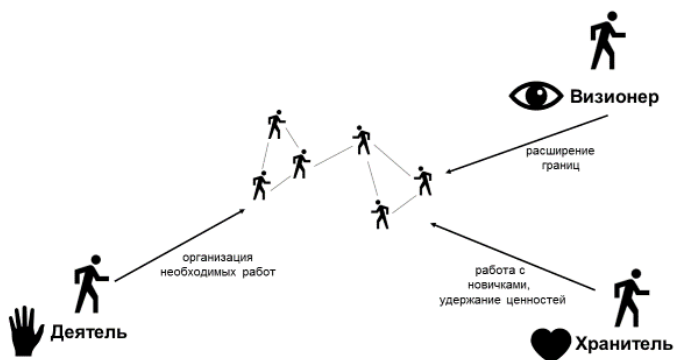 Визионер
расширение
границ
организация
необходимых работ
работа с
новичками,
удержание ценностей
Деятель
Хранитель